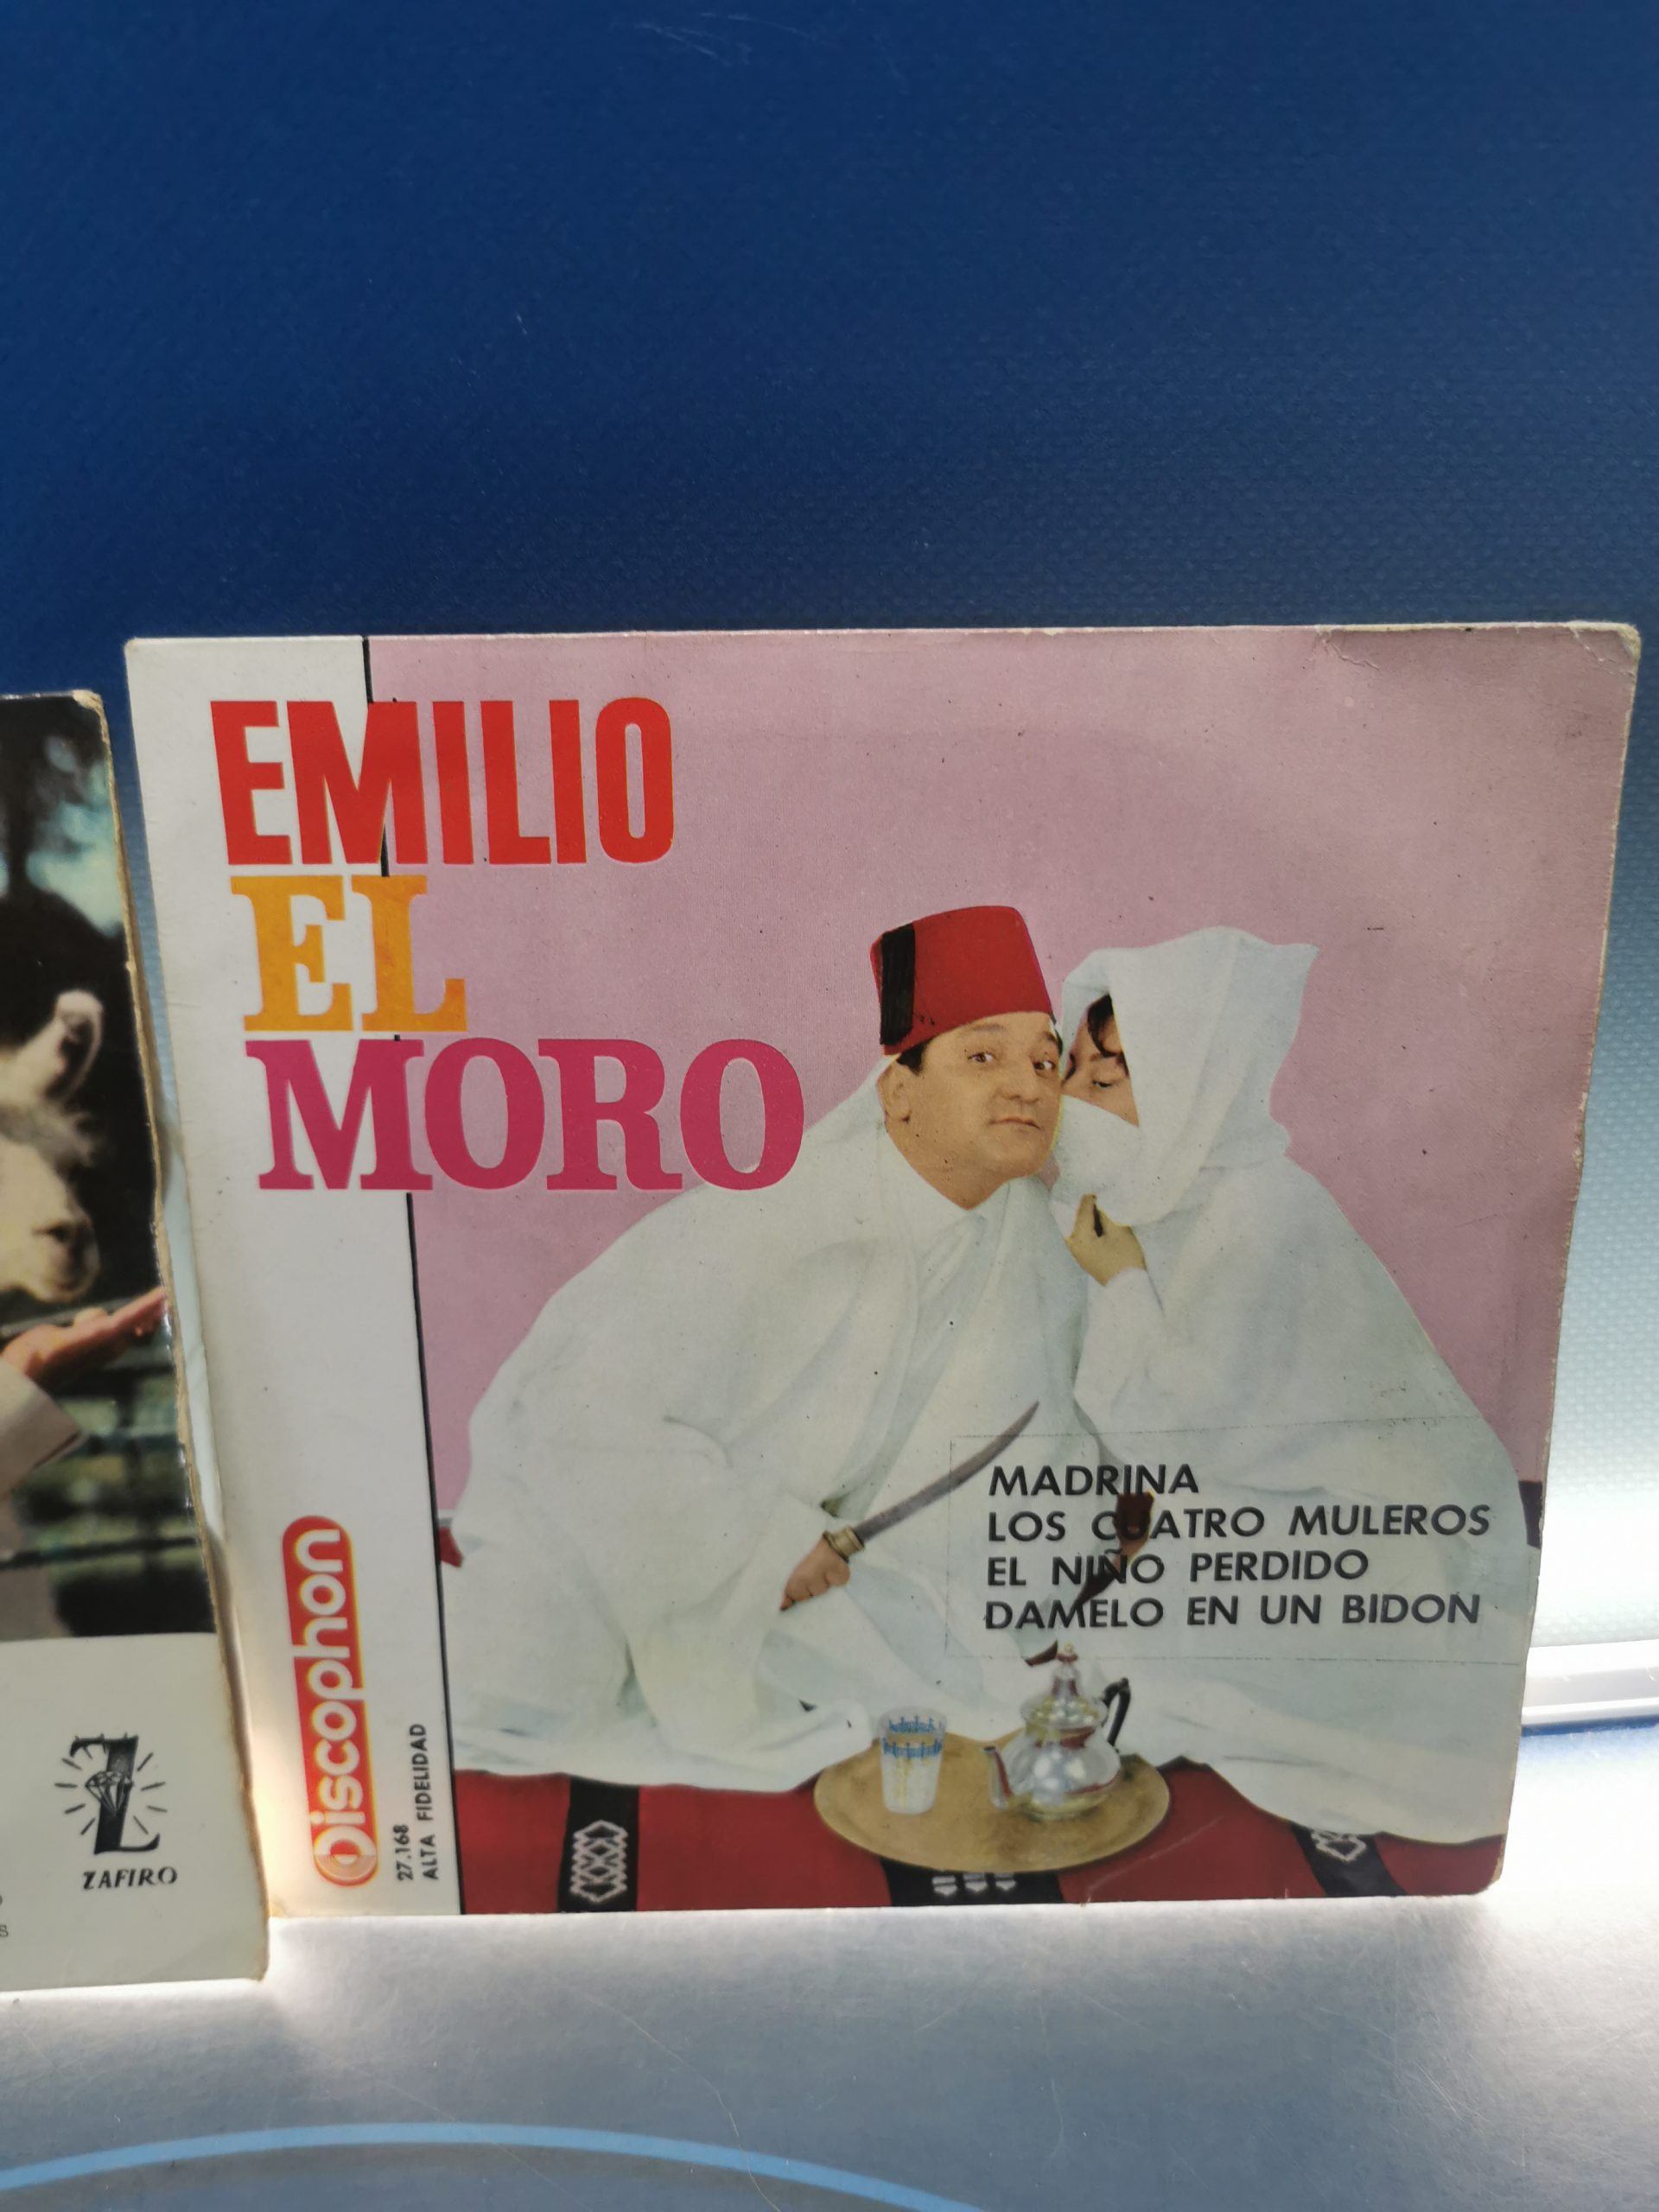 EMILIO
EL
MORO
MADRINA
LOS CUATRO MULEROS
EL NIÑO PERDIDO
DAMELO EN UN BIDON
Discophon
27.168
ALTA FIDELIDAD
Z
ZAFIRO